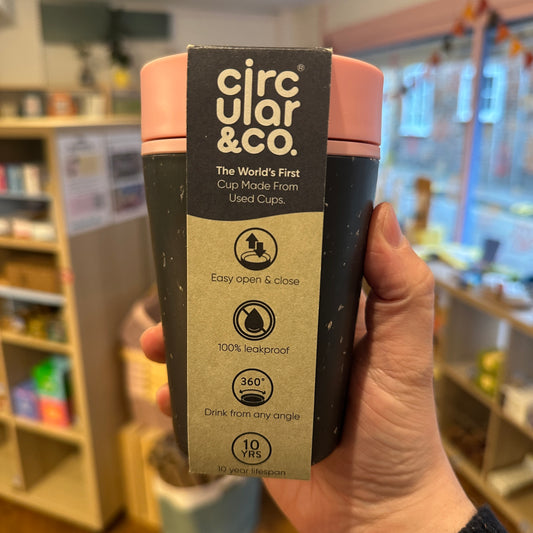 circ®
ular
&co.
The World's First
Cup Made From
Used Cups.
Easy open & close
100% leakproof
360°
Drink from any angle
10
YRS
10 year lifespan